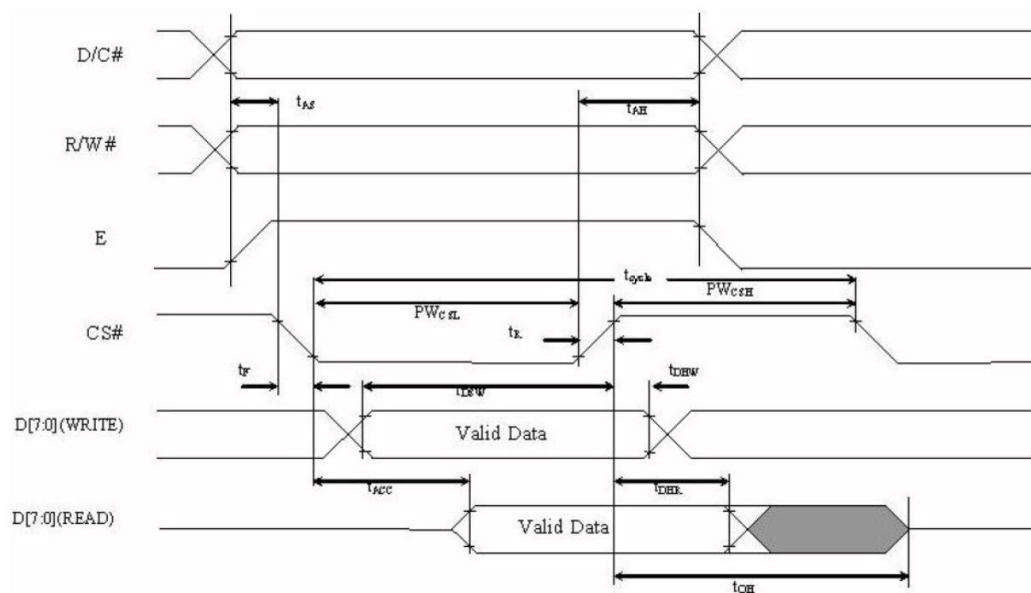 D/C#
tAS
tAH
R/W#
E
tcycle
PWCSL
PWCSH
CS#
tR
tF
tDSW
tDHW
D[7:0](WRITE)
Valid Data
tACC
tDHR
D[7:0](READ)
Valid Data
tOH